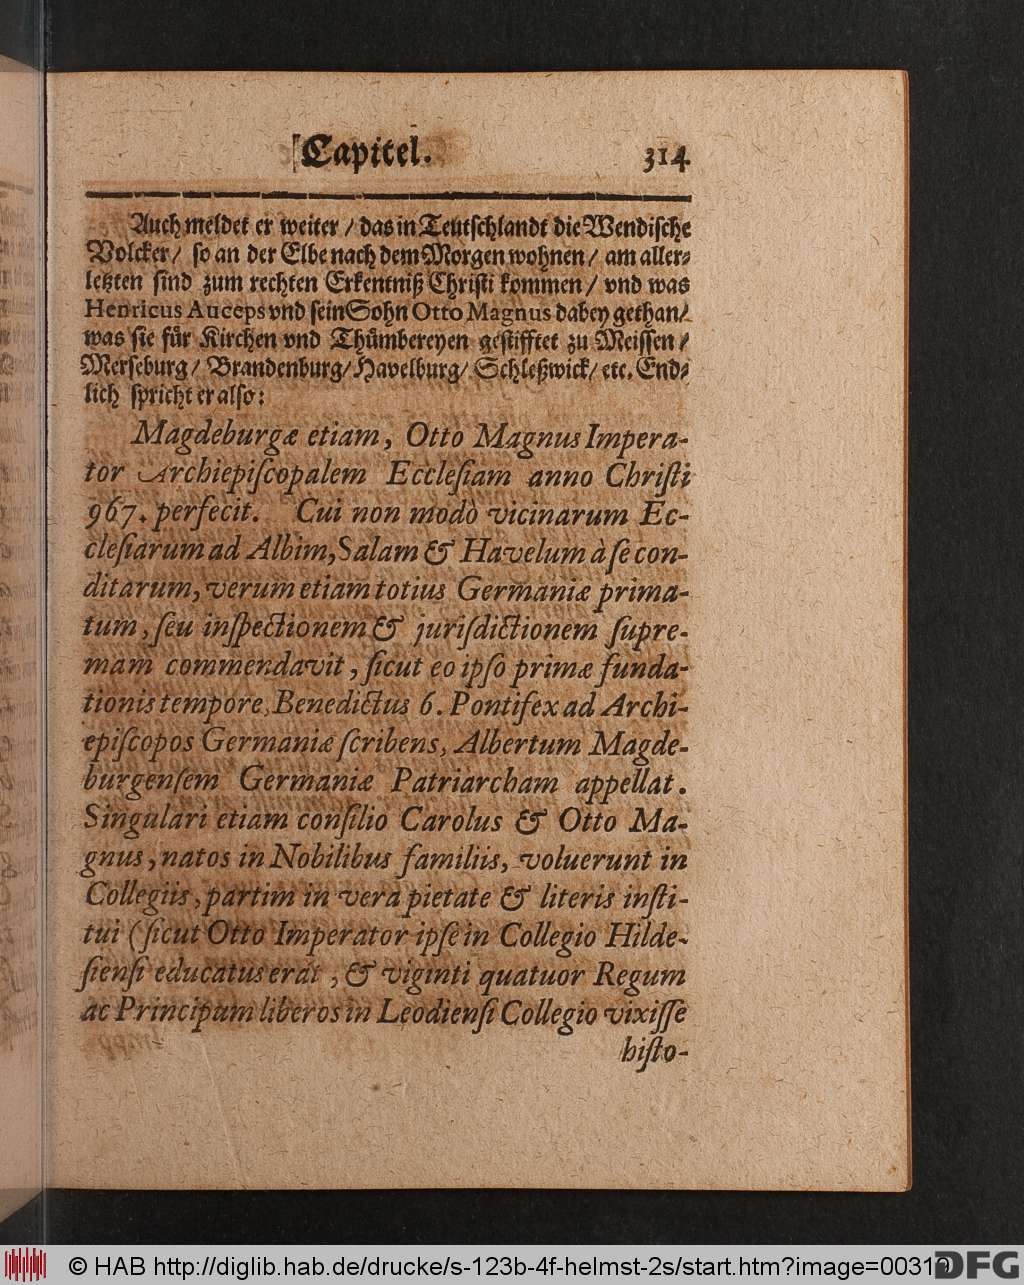 Capitel. 314
Auch meldet er weiter / das in Teutſchlandt die Wendiſche
Volcker / ſo an der Elbe nach dem Morgen wohnen / am aller⸗
letzten ſind zum rechten Erkentniß Chriſti kommen / vnd was
Henricus Auceps vnd ſein Sohn Otto Magnus dabey gethan /
was ſie fuͤr Kirchen vnd Thuͤmbereyen geſtifftet zu Meiſſen /
Merſeburg / Brandenburg / Havelburg / Schleßwick / etc. End⸗
lich ſpricht er alſo:
Magdeburgæ etiam, Otto Magnus Impera-
tor Archiepiſcopalem Eccleſiam anno Chriſti
967. perfecit. Cui non modò vicinarum Ec-
cleſiarum ad Albim, Salam & Havelum à ſe con-
ditarum, verum etiam totius Germaniæ prima-
tum, ſeu inſpectionem & juriſdictionem ſupre-
mam commendavit, ſicut eo ipſo primæ funda-
tionis tempore, Benedictus 6. Pontifex ad Archi-
epiſcopos Germaniæ ſcribens, Albertum Magde-
burgenſem Germaniæ Patriarcham appellat.
Singulari etiam conſilio Carolus & Otto Ma-
gnus, natos in Nobilibus familiis, voluerunt in
Collegiis, partim in verà pietate & literis inſti-
tui (ſicut Otto Imperator ipſe in Collegio Hilde-
ſienſi educatus erat, & viginti quatuor Regum
ac Principum liberos in Leodienſi Collegio vixiſſe
hiſto-
© HAB http://diglib.hab.de/drucke/s-123b-4f-helmst-2s/start.htm?image=00319
DFG